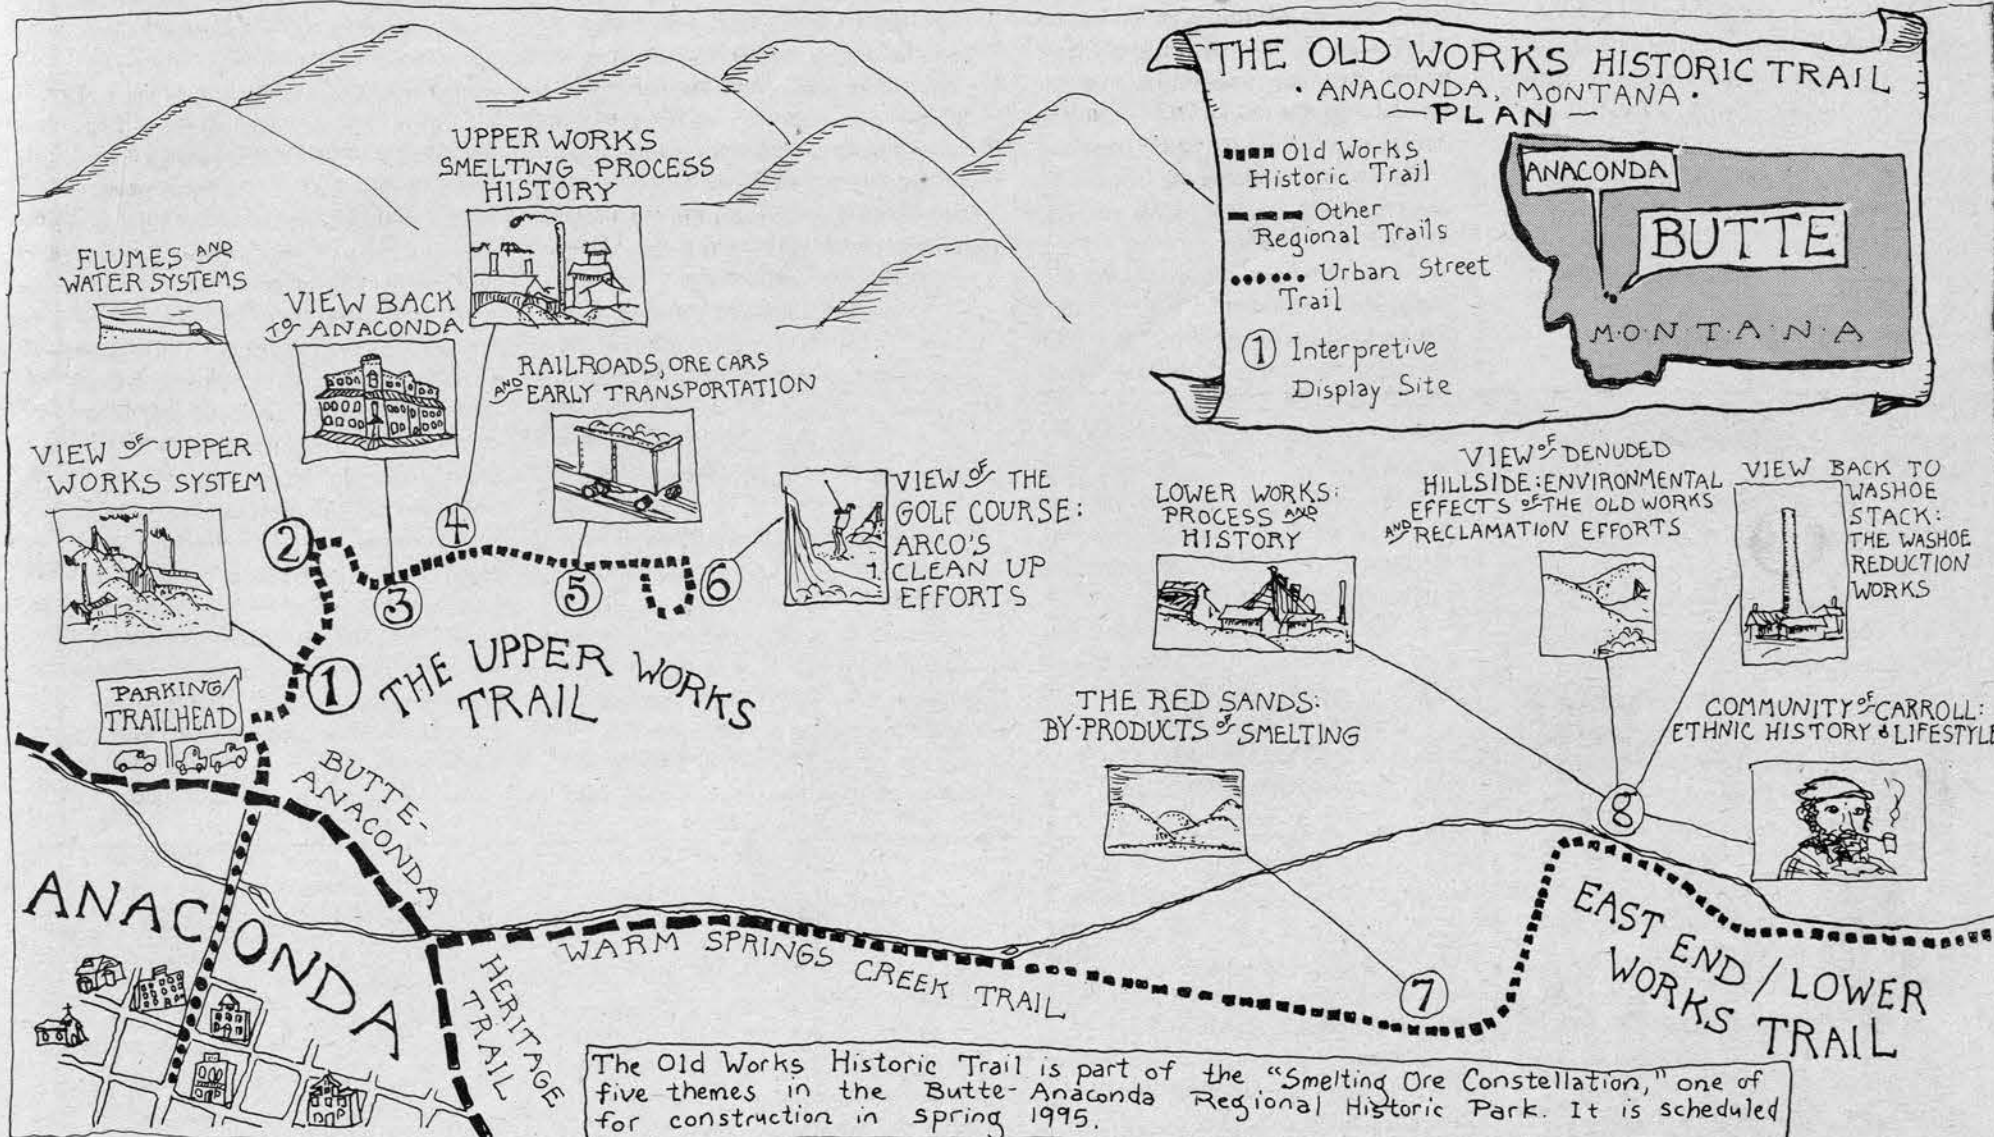 THE OLD WORKS HISTORIC TRAIL
· ANACONDA, MONTANA ·
— PLAN —
Old Works
Historic Trail
Other
Regional Trails
Urban Street
Trail
1 Interpretive
Display Site
ANACONDA
BUTTE
M·O·N·T·A·N·A
UPPER WORKS
SMELTING PROCESS
HISTORY
FLUMES AND
WATER SYSTEMS
VIEW BACK
TO ANACONDA
RAILROADS, ORE CARS
AND EARLY TRANSPORTATION
VIEW OF UPPER
WORKS SYSTEM
VIEW OF THE
GOLF COURSE:
ARCO'S
CLEAN UP
EFFORTS
2
4
3
5
6
1
THE UPPER WORKS
TRAIL
PARKING/
TRAILHEAD
LOWER WORKS:
PROCESS AND
HISTORY
VIEW OF DENUDED
HILLSIDE: ENVIRONMENTAL
EFFECTS OF THE OLD WORKS
AND RECLAMATION EFFORTS
VIEW BACK TO
WASHOE
STACK:
THE WASHOE
REDUCTION
WORKS
THE RED SANDS:
BY-PRODUCTS OF SMELTING
COMMUNITY OF CARROLL:
ETHNIC HISTORY & LIFESTYLE
8
7
BUTTE-
ANACONDA
HERITAGE
TRAIL
ANACONDA
WARM SPRINGS CREEK TRAIL
EAST END / LOWER
WORKS TRAIL
The Old Works Historic Trail is part of the "Smelting Ore Constellation," one of
five themes in the Butte-Anaconda Regional Historic Park. It is scheduled
for construction in spring 1995.